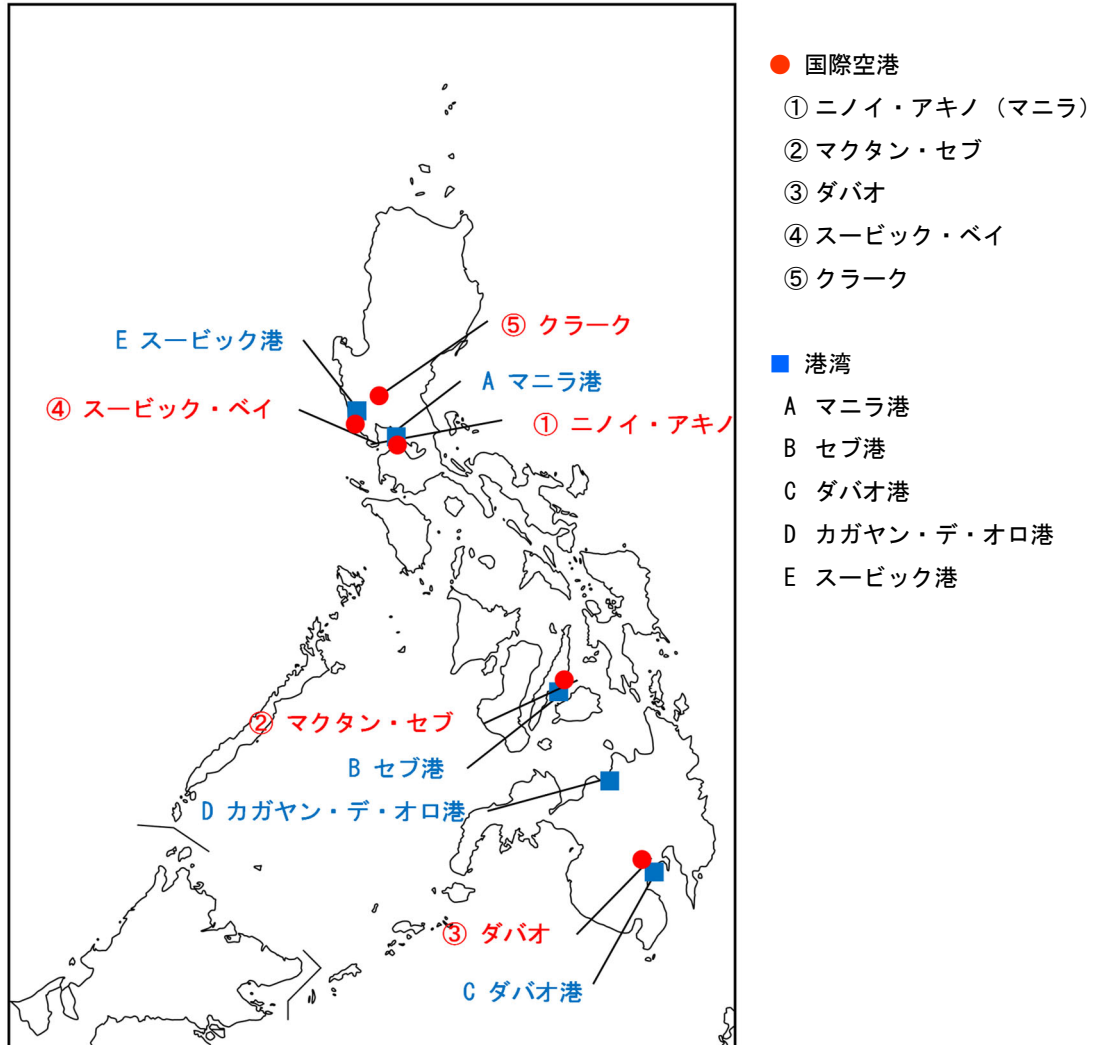 E スービック港
⑤ クラーク
A マニラ港
④ スービック・ベイ
① ニノイ・アキノ
② マクタン・セブ
B セブ港
D カガヤン・デ・オロ港
③ ダバオ
C ダバオ港
国際空港
① ニノイ・アキノ（マニラ）
② マクタン・セブ
③ ダバオ
④ スービック・ベイ
⑤ クラーク
港湾
A マニラ港
B セブ港
C ダバオ港
D カガヤン・デ・オロ港
E スービック港